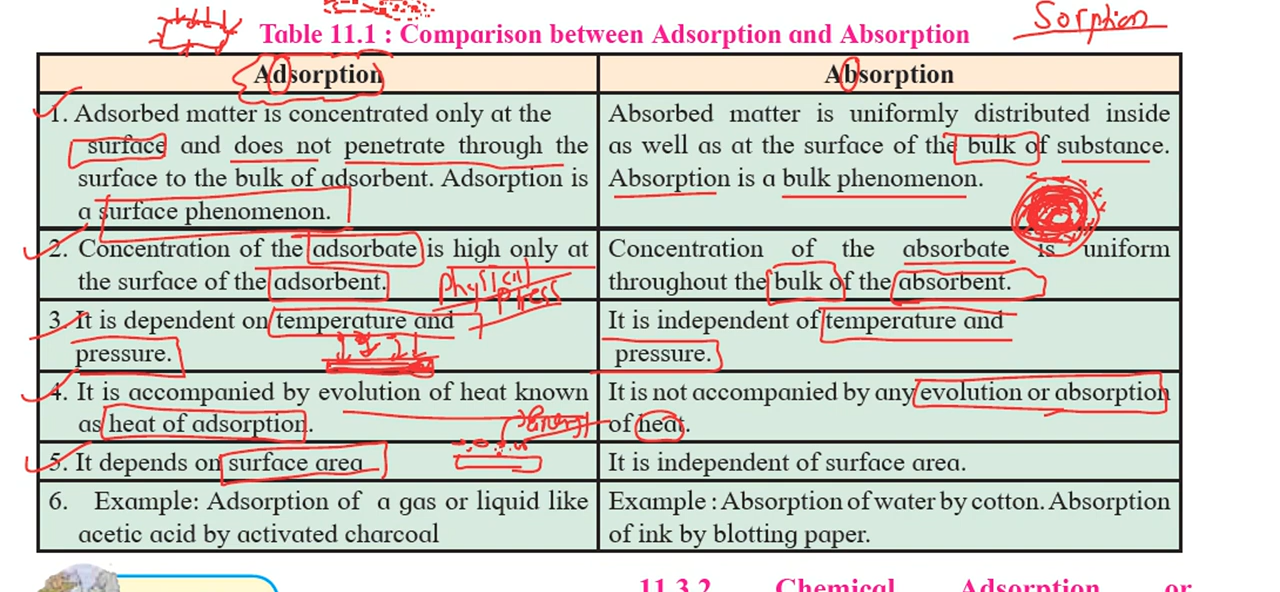 Sorption
Table 11.1 : Comparison between Adsorption and Absorption
Adsorption
Absorption
1. Adsorbed matter is concentrated only at the
surface and does not penetrate through the
surface to the bulk of adsorbent. Adsorption is
a surface phenomenon.
Absorbed matter is uniformly distributed inside
as well as at the surface of the bulk of substance.
Absorption is a bulk phenomenon.
2. Concentration of the adsorbate is high only at
the surface of the adsorbent.
Physical
Concentration of the absorbate is uniform
throughout the bulk of the absorbent.
3. It is dependent on temperature and
pressure.
It is independent of temperature and
pressure.
4. It is accompanied by evolution of heat known
as heat of adsorption.
Energy
It is not accompanied by any evolution or absorption
of heat.
5. It depends on surface area
It is independent of surface area.
6. Example: Adsorption of a gas or liquid like
acetic acid by activated charcoal
Example : Absorption of water by cotton. Absorption
of ink by blotting paper.
11.3.2 Chemical Adsorption or